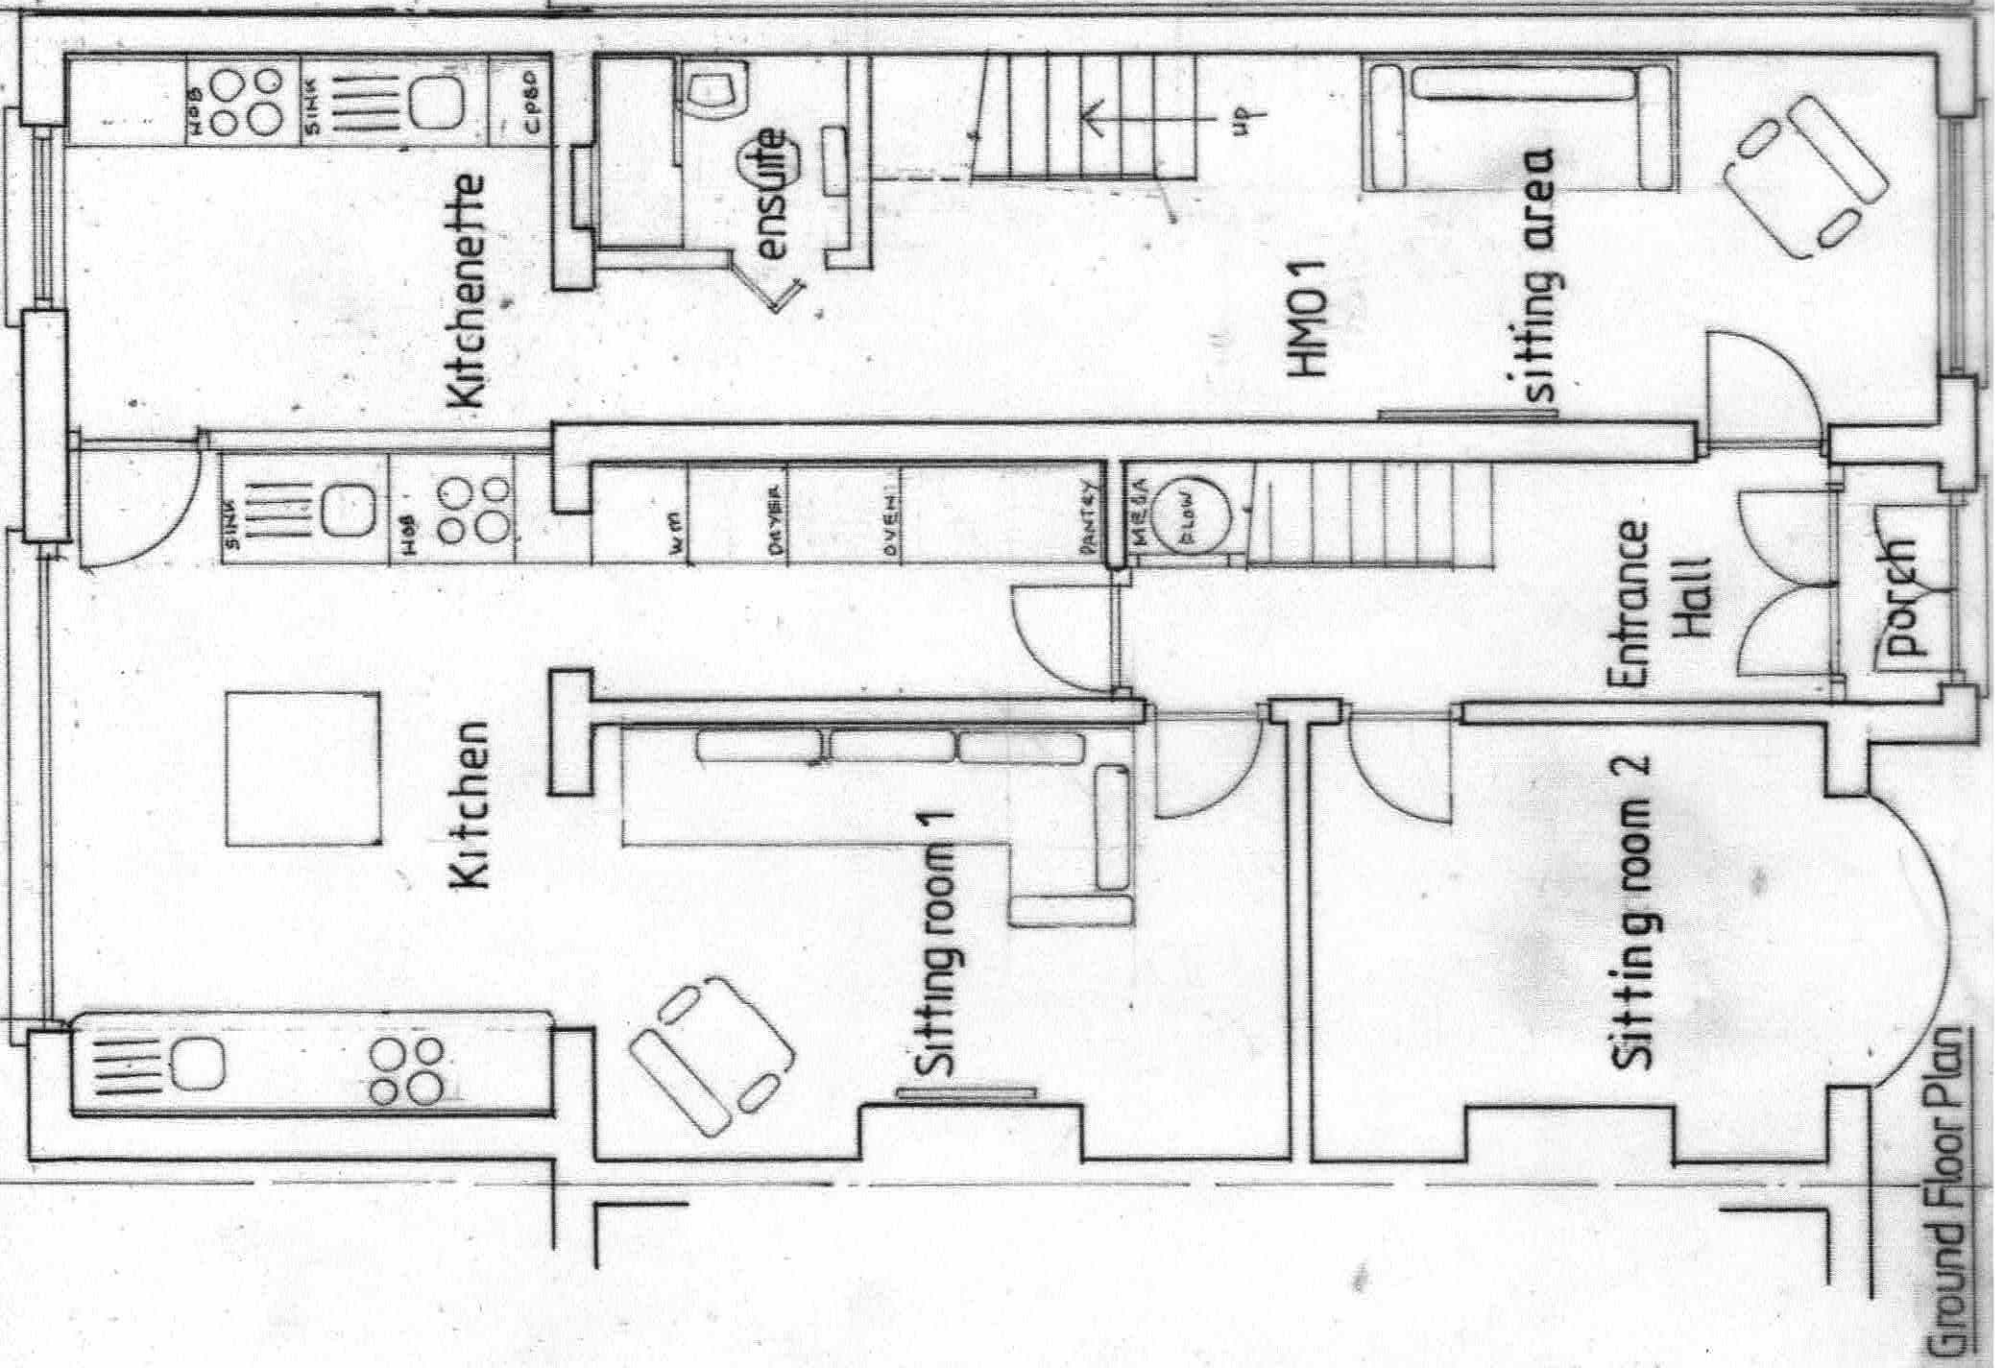 HOB
SINK
CPBD
Kitchenette
ensuite
up
HMO 1
sitting area
SINK
HOB
WM
DRYER
OVEN
PANTRY
MEGA
FLOW
Entrance
Hall
porch
Kitchen
Sitting room 1
Sitting room 2
Ground Floor Plan